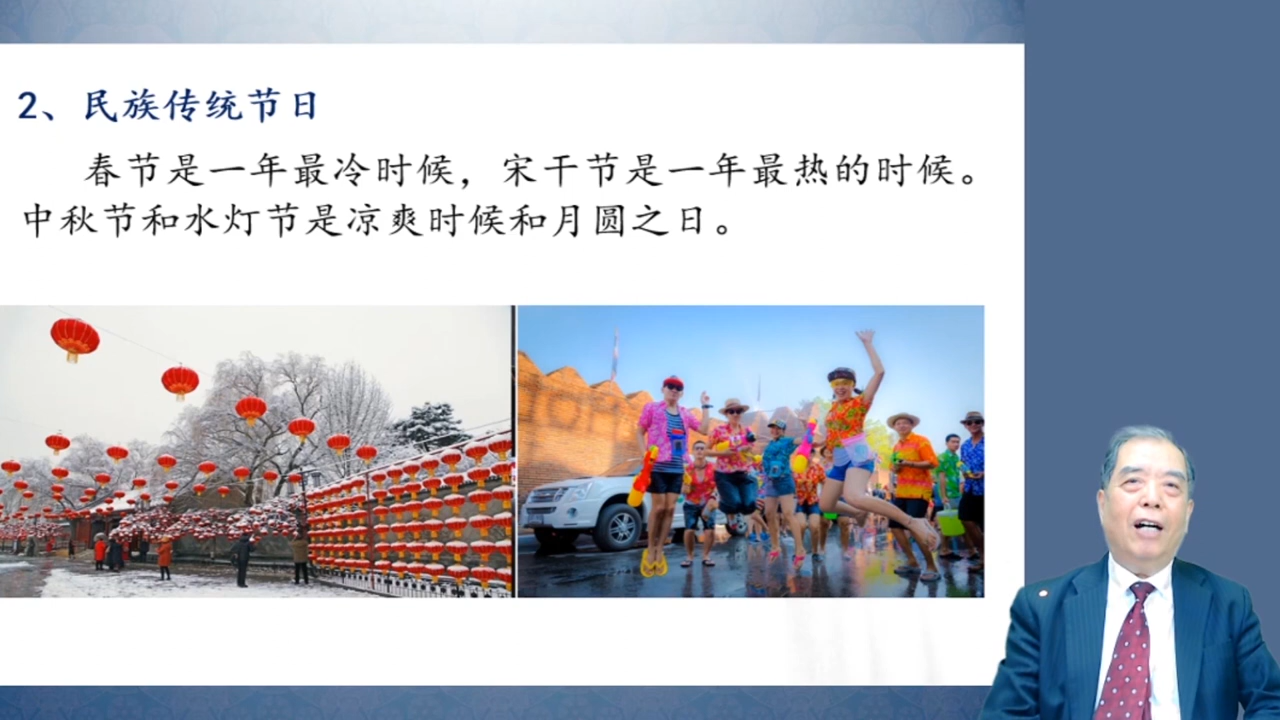 2、民族传统节日
春节是一年最冷时候，宋干节是一年最热的时候。
中秋节和水灯节是凉爽时候和月圆之日。